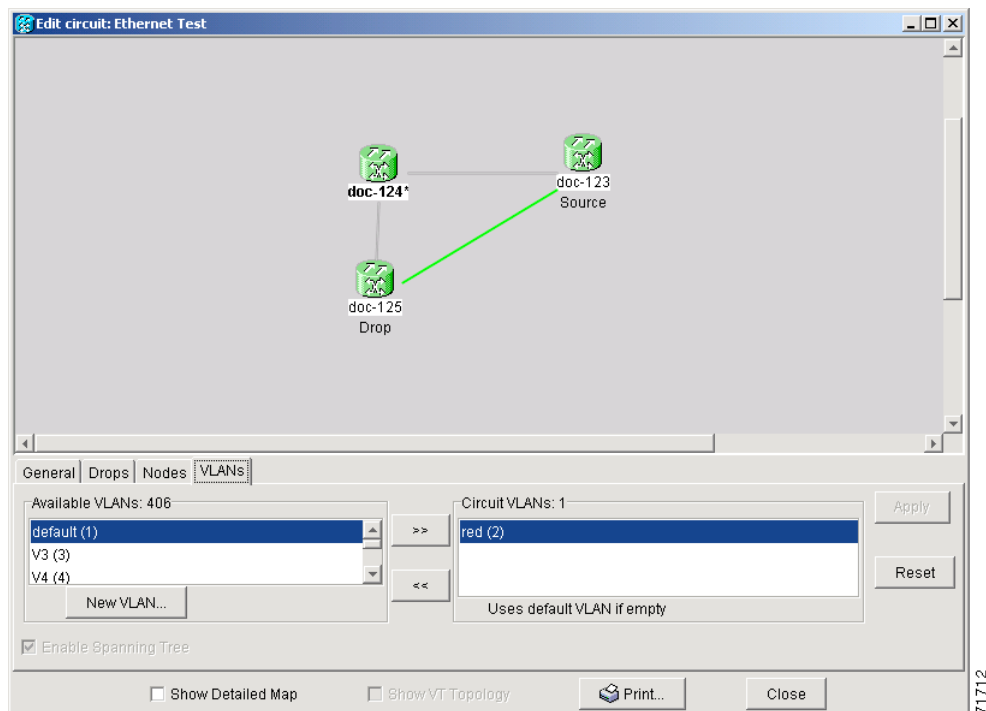 Edit circuit: Ethernet Test
doc-124*
doc-123
Source
doc-125
Drop
General Drops Nodes VLANs
Available VLANs: 406
default (1)
V3 (3)
V4 (4)
New VLAN...
>>
<<
Circuit VLANs: 1
red (2)
Uses default VLAN if empty
Apply
Reset
Enable Spanning Tree
Show Detailed Map
Show VT Topology
Print...
Close
71712